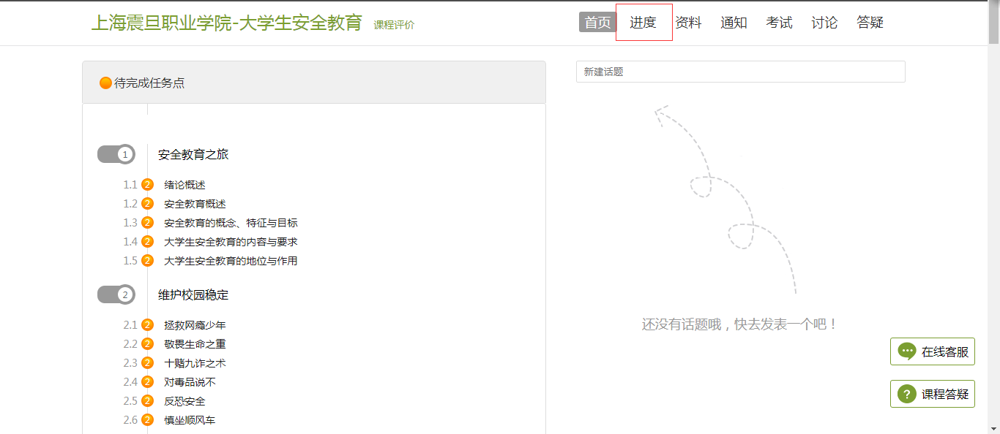 上海震旦职业学院-大学生安全教育 课程评价
首页 进度 资料 通知 考试 讨论 答疑
待完成任务点
新建话题
1 安全教育之旅
1.1 2 绪论概述
1.2 2 安全教育概述
1.3 2 安全教育的概念、特征与目标
1.4 2 大学生安全教育的内容与要求
1.5 2 大学生安全教育的地位与作用
2 维护校园稳定
2.1 2 拯救网瘾少年
2.2 2 敬畏生命之重
2.3 2 十赌九诈之术
2.4 2 对毒品说不
2.5 2 反恐安全
2.6 2 慎坐顺风车
还没有话题哦，快去发表一个吧！
在线客服
? 课程答疑